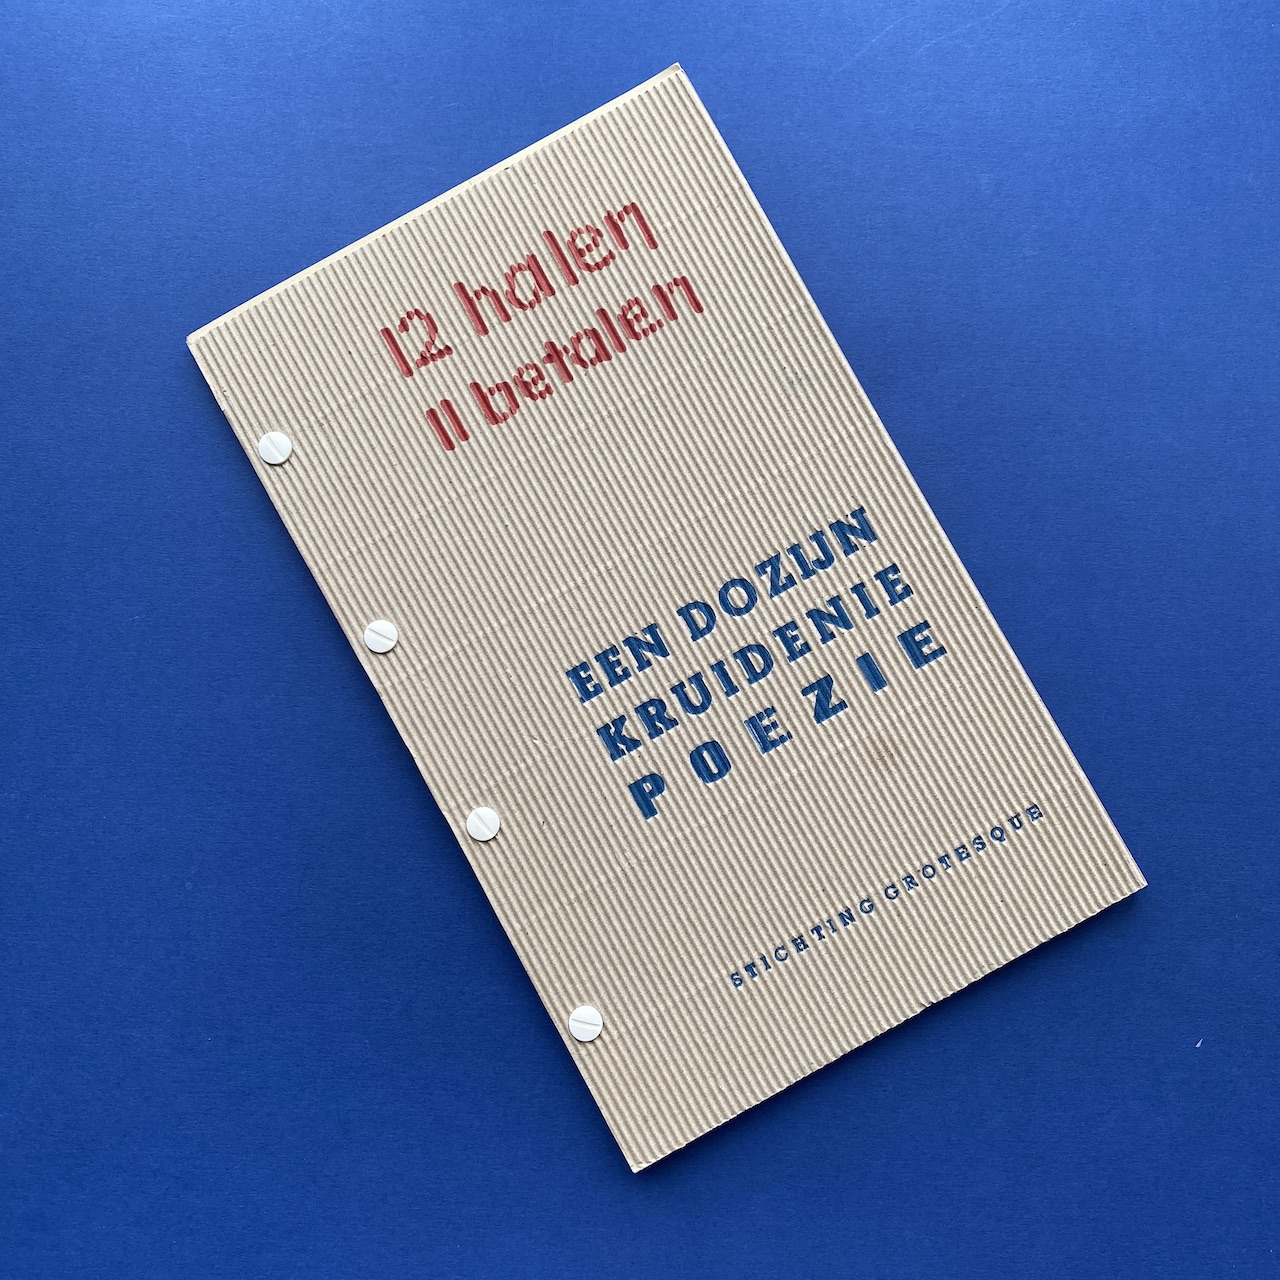 12 halen
11 betalen
EEN DOZIJN
KRUIDENIE
POEZIE
STICHTING GROTESQUE